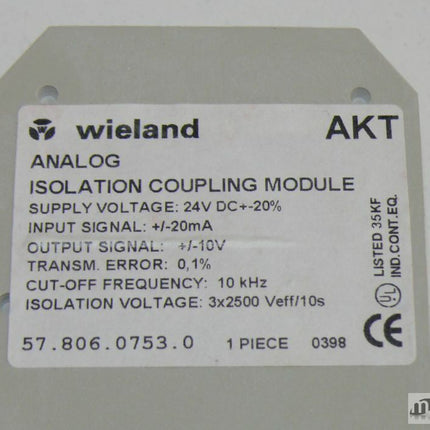 wieland AKT
ANALOG
ISOLATION COUPLING MODULE
SUPPLY VOLTAGE: 24V DC+-20%
INPUT SIGNAL: +/-20mA
OUTPUT SIGNAL: +/-10V
TRANSM. ERROR: 0,1%
CUT-OFF FREQUENCY: 10 kHz
ISOLATION VOLTAGE: 3x2500 Veff/10s
57.806.0753.0 1 PIECE 0398
UL LISTED 35KF
IND.CONT.EQ.
CE